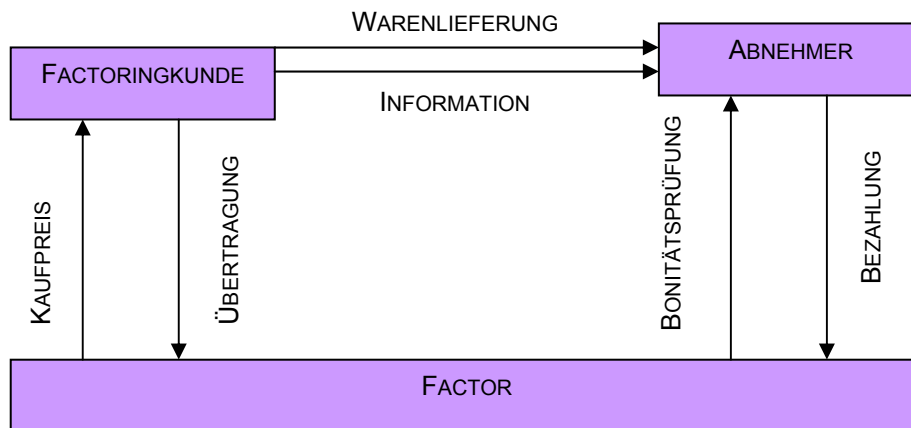 WARENLIEFERUNG
FACTORINGKUNDE
ABNEHMER
INFORMATION
KAUFPREIS
ÜBERTRAGUNG
BONITÄTSPRÜFUNG
BEZAHLUNG
FACTOR